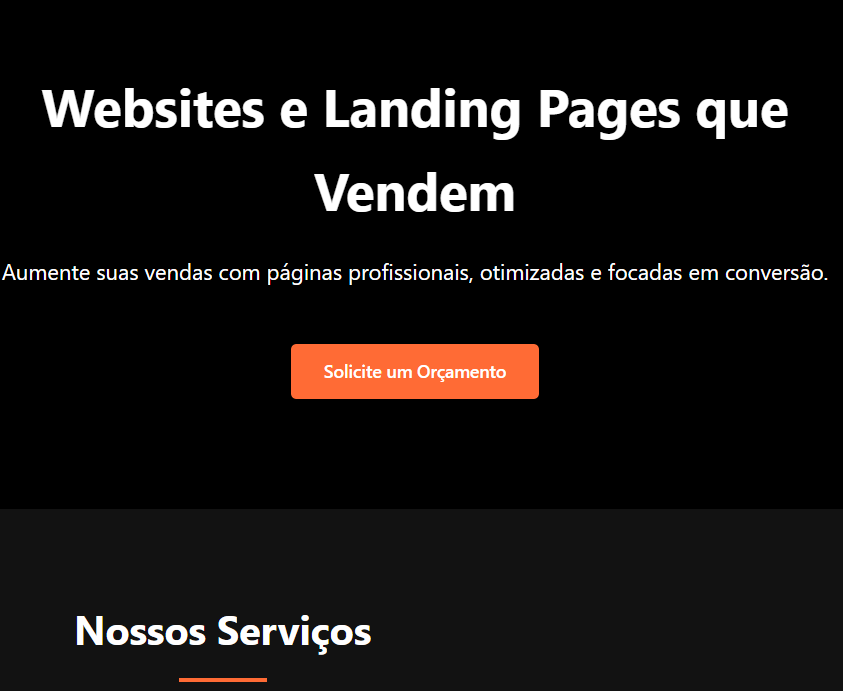 Websites e Landing Pages que
Vendem
Aumente suas vendas com páginas profissionais, otimizadas e focadas em conversão.
Solicite um Orçamento
Nossos Serviços